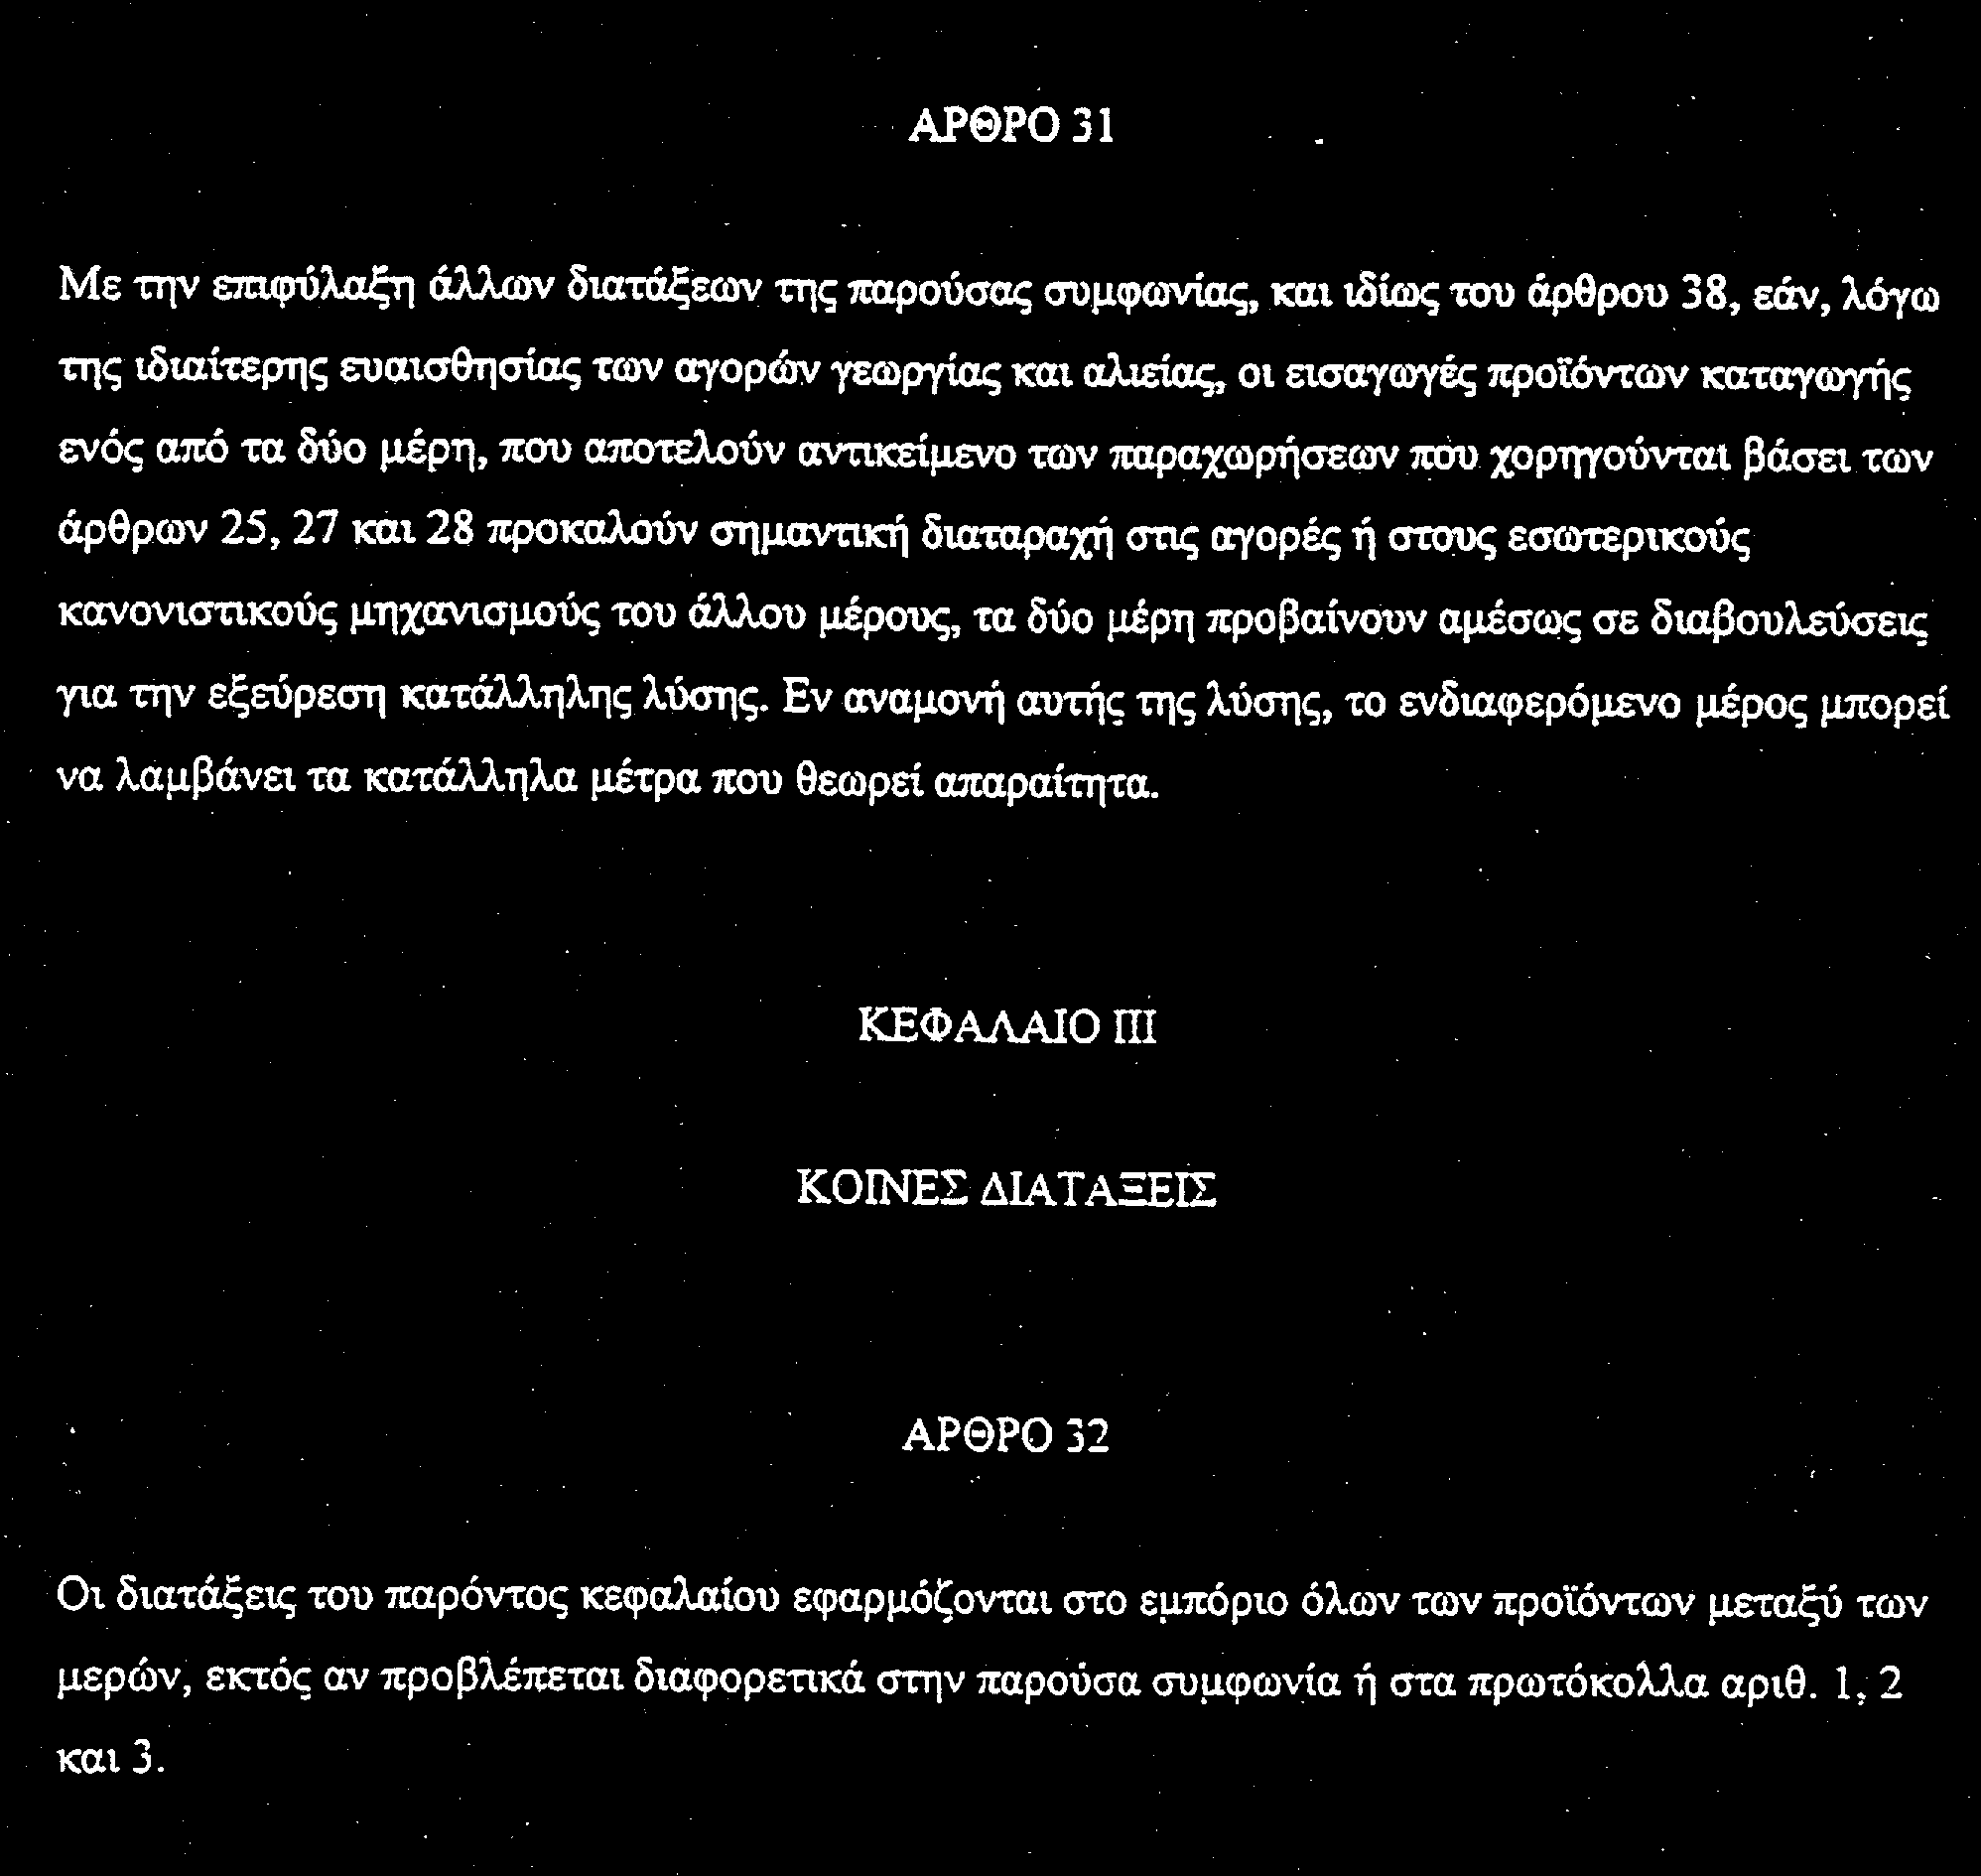 ΑΡΘΡΟ 31
Με την επιφύλαξη άλλων διατάξεων της παρούσας συμφωνίας, και ιδίως του άρθρου 38, εάν, λόγω
της ιδιαίτερης ευαισθησίας των αγορών γεωργίας και αλιείας, οι εισαγωγές προϊόντων καταγωγής
ενός από τα δύο μέρη, που αποτελούν αντικείμενο των παραχωρήσεων που χορηγούνται βάσει των
άρθρων 25, 27 και 28 προκαλούν σημαντική διαταραχή στις αγορές ή στους εσωτερικούς
κανονιστικούς μηχανισμούς του άλλου μέρους, τα δύο μέρη προβαίνουν αμέσως σε διαβουλεύσεις
για την εξεύρεση κατάλληλης λύσης. Εν αναμονή αυτής της λύσης, το ενδιαφερόμενο μέρος μπορεί
να λαμβάνει τα κατάλληλα μέτρα που θεωρεί απαραίτητα.
ΚΕΦΑΛΑΙΟ ΙΙΙ
ΚΟΙΝΕΣ ΔΙΑΤΑΞΕΙΣ
ΑΡΘΡΟ 32
Οι διατάξεις του παρόντος κεφαλαίου εφαρμόζονται στο εμπόριο όλων των προϊόντων μεταξύ των
μερών, εκτός αν προβλέπεται διαφορετικά στην παρούσα συμφωνία ή στα πρωτόκολλα αριθ. 1, 2
και 3.